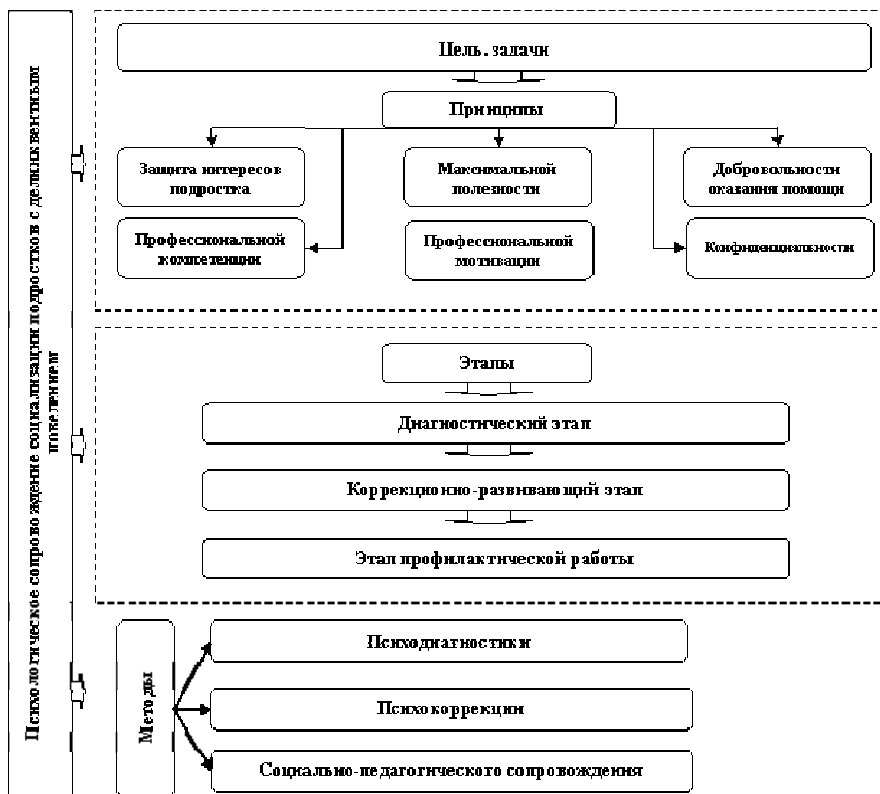 Психологическое сопровождение социализации подростков с делинквентным
поведением
Цель, задачи
Принципы
Защита интересов
подростка
Максимальной
полезности
Добровольности
оказания помощи
Профессиональной
компетенции
Профессиональной
мотивации
Конфиденциальности
Этапы
Диагностический этап
Коррекционно-развивающий этап
Этап профилактической работы
Методы
Психодиагностики
Психокоррекции
Социально-педагогического сопровождения